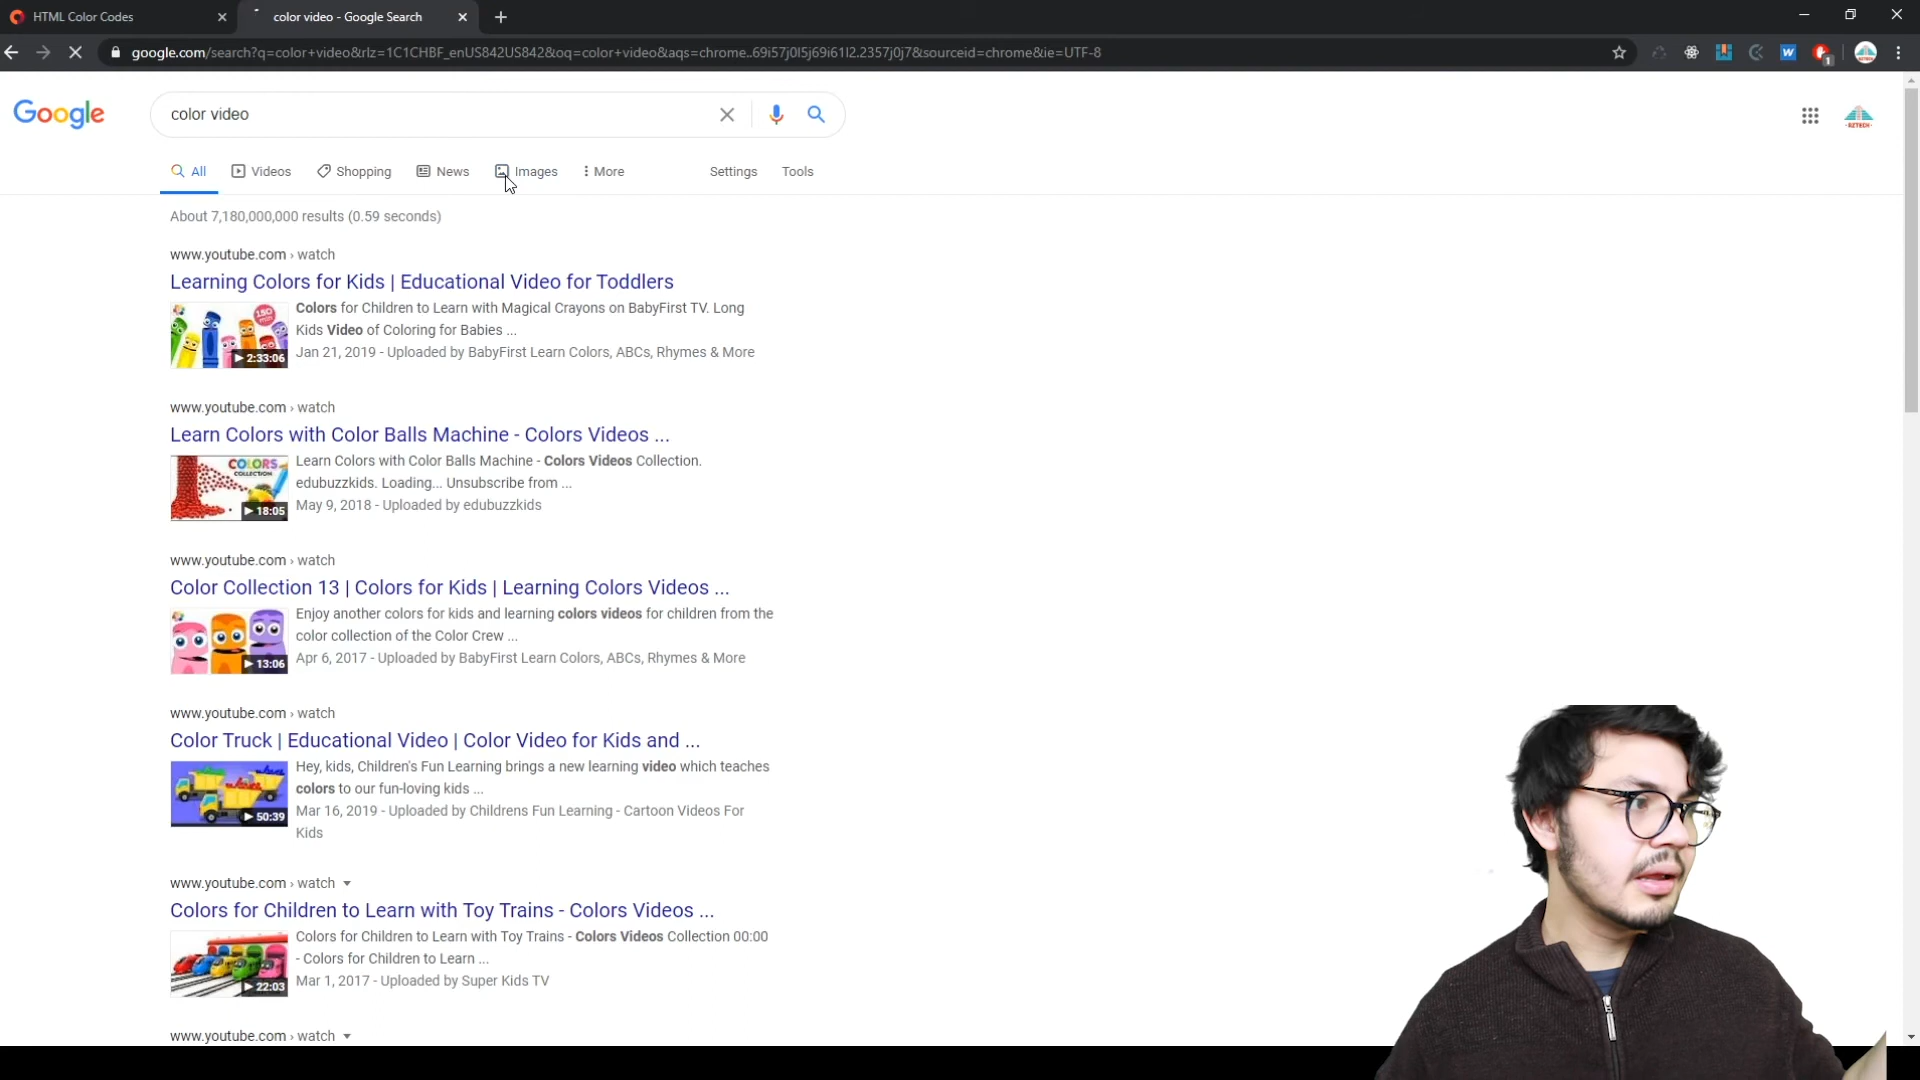 HTML Color Codes
color video - Google Search
google.com/search?q=color+video&rlz=1C1CHBF_enUS842US842&oq=color+video&aqs=chrome..69i57j0l5j69i61l2.2357j0j7&sourceid=chrome&ie=UTF-8
W
1
Google
color video
AZTECH
All
Videos
Shopping
News
Images
More
Settings
Tools
About 7,180,000,000 results (0.59 seconds)
www.youtube.com › watch
Learning Colors for Kids | Educational Video for Toddlers
150
2:33:06
Colors for Children to Learn with Magical Crayons on BabyFirst TV. Long
Kids Video of Coloring for Babies ...
Jan 21, 2019 - Uploaded by BabyFirst Learn Colors, ABCs, Rhymes & More
www.youtube.com › watch
Learn Colors with Color Balls Machine - Colors Videos ...
COLORS
COLLECTION
18:05
Learn Colors with Color Balls Machine - Colors Videos Collection.
edubuzzkids. Loading... Unsubscribe from ...
May 9, 2018 - Uploaded by edubuzzkids
www.youtube.com › watch
Color Collection 13 | Colors for Kids | Learning Colors Videos ...
13:06
Enjoy another colors for kids and learning colors videos for children from the
color collection of the Color Crew ...
Apr 6, 2017 - Uploaded by BabyFirst Learn Colors, ABCs, Rhymes & More
www.youtube.com › watch
Color Truck | Educational Video | Color Video for Kids and ...
50:39
Hey, kids, Children's Fun Learning brings a new learning video which teaches
colors to our fun-loving kids ...
Mar 16, 2019 - Uploaded by Childrens Fun Learning - Cartoon Videos For
Kids
www.youtube.com › watch
Colors for Children to Learn with Toy Trains - Colors Videos ...
22:03
Colors for Children to Learn with Toy Trains - Colors Videos Collection 00:00
- Colors for Children to Learn ...
Mar 1, 2017 - Uploaded by Super Kids TV
www.youtube.com › watch